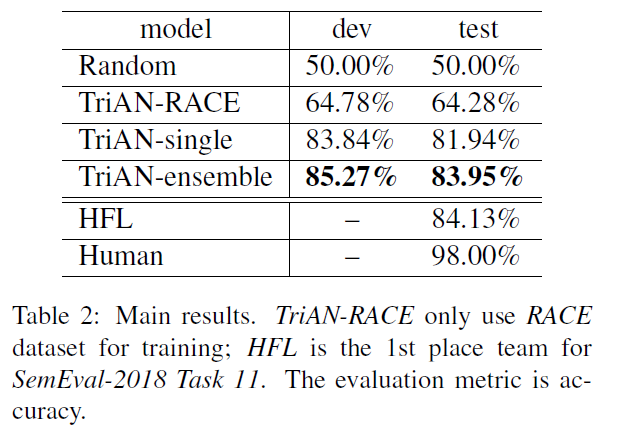 model dev test
Random 50.00% 50.00%
TriAN-RACE 64.78% 64.28%
TriAN-single 83.84% 81.94%
TriAN-ensemble 85.27% 83.95%
HFL – 84.13%
Human – 98.00%
Table 2: Main results. TriAN-RACE only use RACE
dataset for training; HFL is the 1st place team for
SemEval-2018 Task 11. The evaluation metric is ac-
curacy.